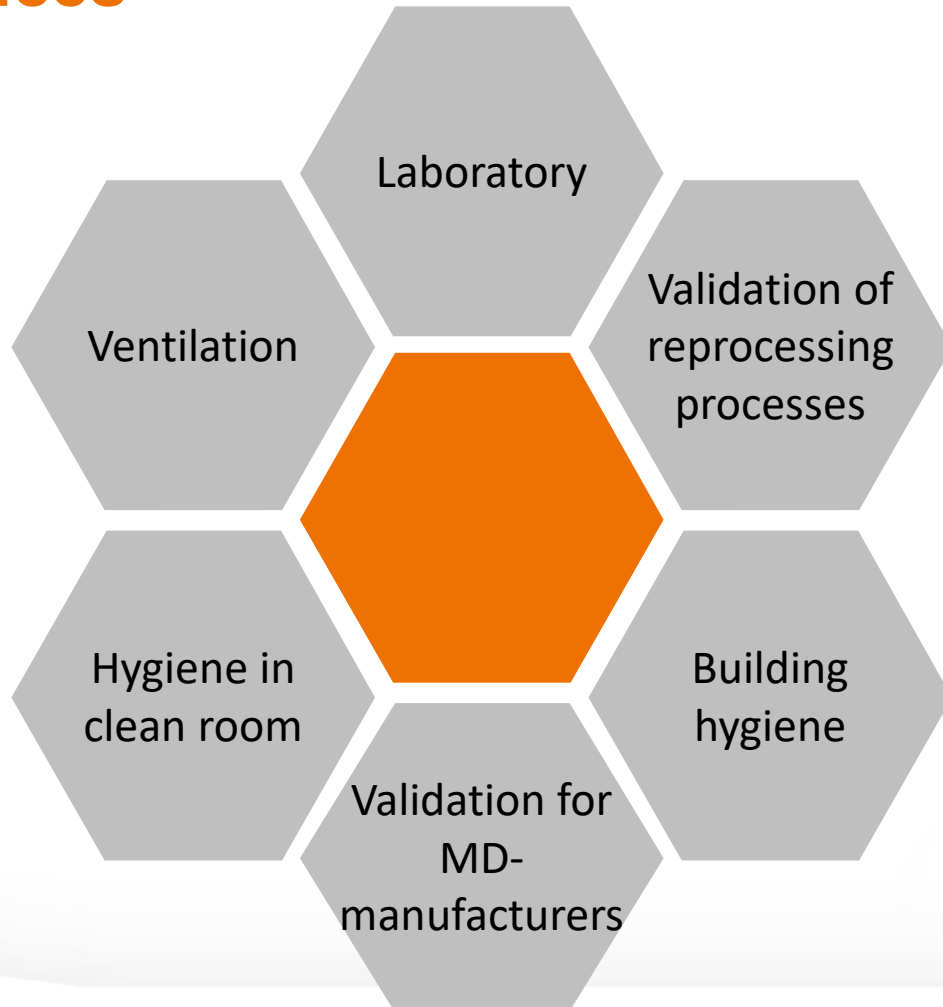 Laboratory
Ventilation
Validation of
reprocessing
processes
Hygiene in
clean room
Building
hygiene
Validation for
MD-
manufacturers